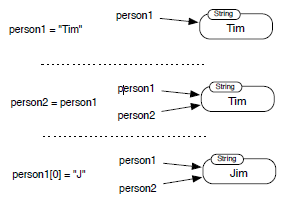 person1
String
person1 = "Tim"
Tim
person1
String
person2 = person1
Tim
person2
person1
String
person1[0] = "J"
Jim
person2